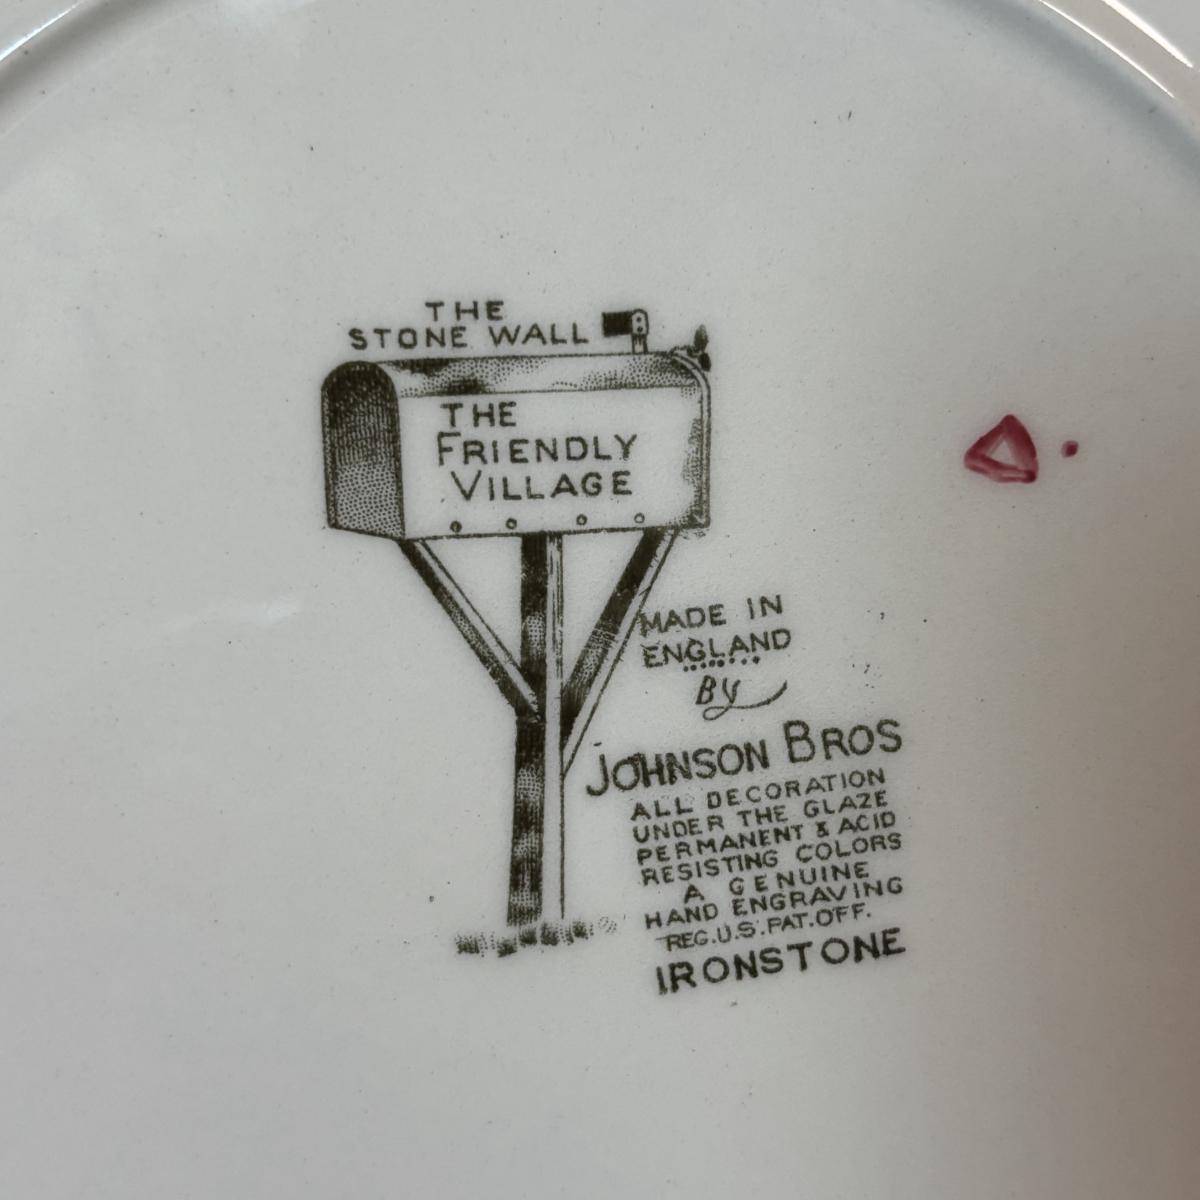 THE
STONE WALL
THE
FRIENDLY
VILLAGE
MADE IN
ENGLAND
BY
JOHNSON BROS
ALL DECORATION
UNDER THE GLAZE
PERMANENT & ACID
RESISTING COLORS
A GENUINE
HAND ENGRAVING
REG.U.S.PAT.OFF.
IRONSTONE